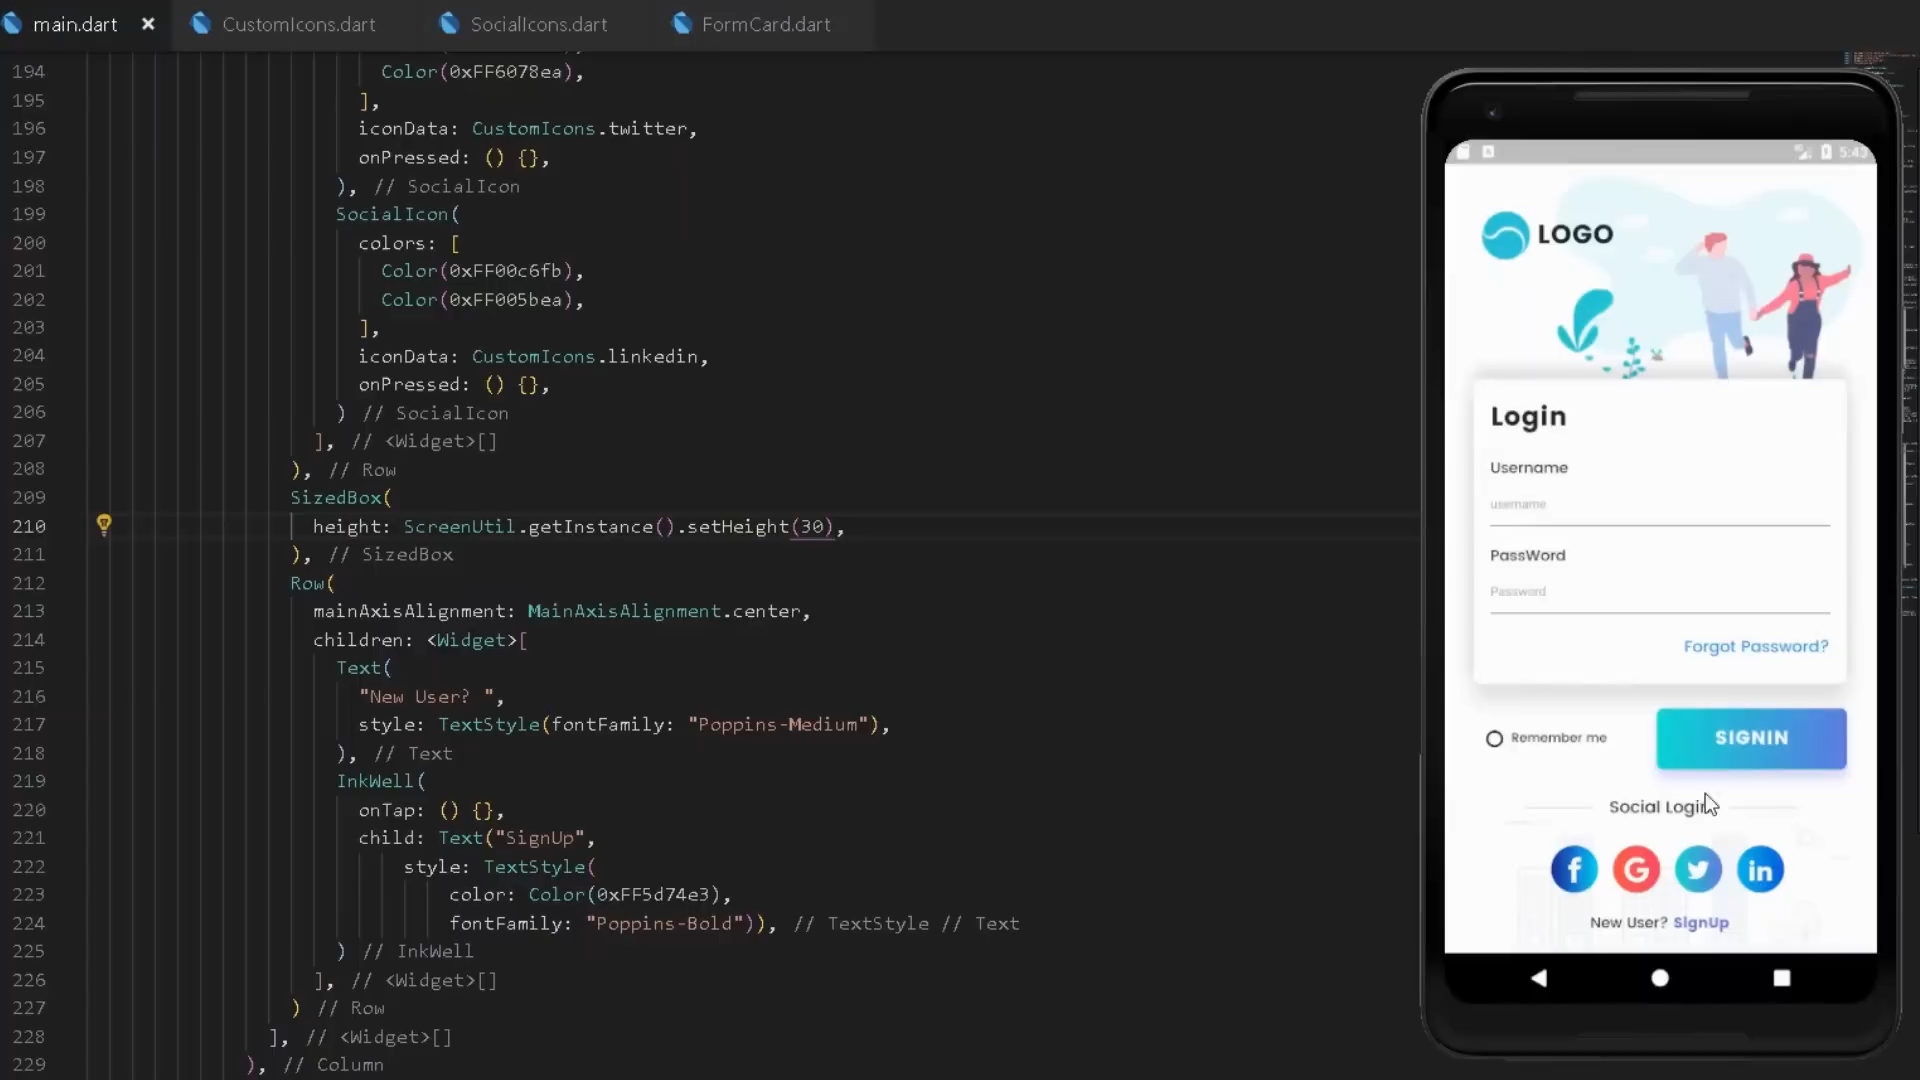 main.dart
CustomIcons.dart
SocialIcons.dart
FormCard.dart
194 Color(0xFF6078ea),
195 ],
196 iconData: CustomIcons.twitter,
197 onPressed: () {},
198 ), // SocialIcon
199 SocialIcon(
200 colors: [
201 Color(0xFF00c6fb),
202 Color(0xFF005bea),
203 ],
204 iconData: CustomIcons.linkedin,
205 onPressed: () {},
206 ) // SocialIcon
207 ], // <Widget>[]
208 ), // Row
209 SizedBox(
210 height: ScreenUtil.getInstance().setHeight(30),
211 ), // SizedBox
212 Row(
213 mainAxisAlignment: MainAxisAlignment.center,
214 children: <Widget>[
215 Text(
216 "New User? ",
217 style: TextStyle(fontFamily: "Poppins-Medium"),
218 ), // Text
219 InkWell(
220 onTap: () {},
221 child: Text("SignUp",
222 style: TextStyle(
223 color: Color(0xFF5d74e3),
224 fontFamily: "Poppins-Bold")), // TextStyle // Text
225 ) // InkWell
226 ], // <Widget>[]
227 ) // Row
228 ], // <Widget>[]
229 ), // Column
5:43
LOGO
Login
Username
username
PassWord
Password
Forgot Password?
Remember me
SIGNIN
Social Login
f G in
New User? SignUp